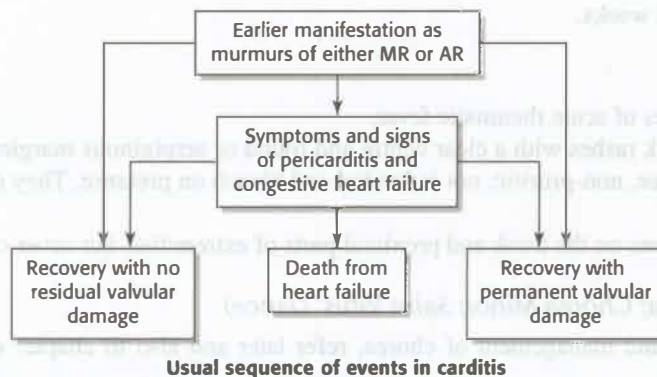 weeks.
Earlier manifestation as
murmurs of either MR or AR
Symptoms and signs
of pericarditis and
congestive heart failure
Recovery with no
residual valvular
damage
Death from
heart failure
Recovery with
permanent valvular
damage
Usual sequence of events in carditis